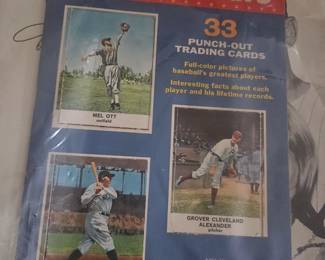 33
PUNCH-OUT
TRADING CARDS
Full-color pictures of
baseball's greatest players.
Interesting facts about each
player and his lifetime records.
MEL OTT
outfield
GROVER CLEVELAND
ALEXANDER
pitcher